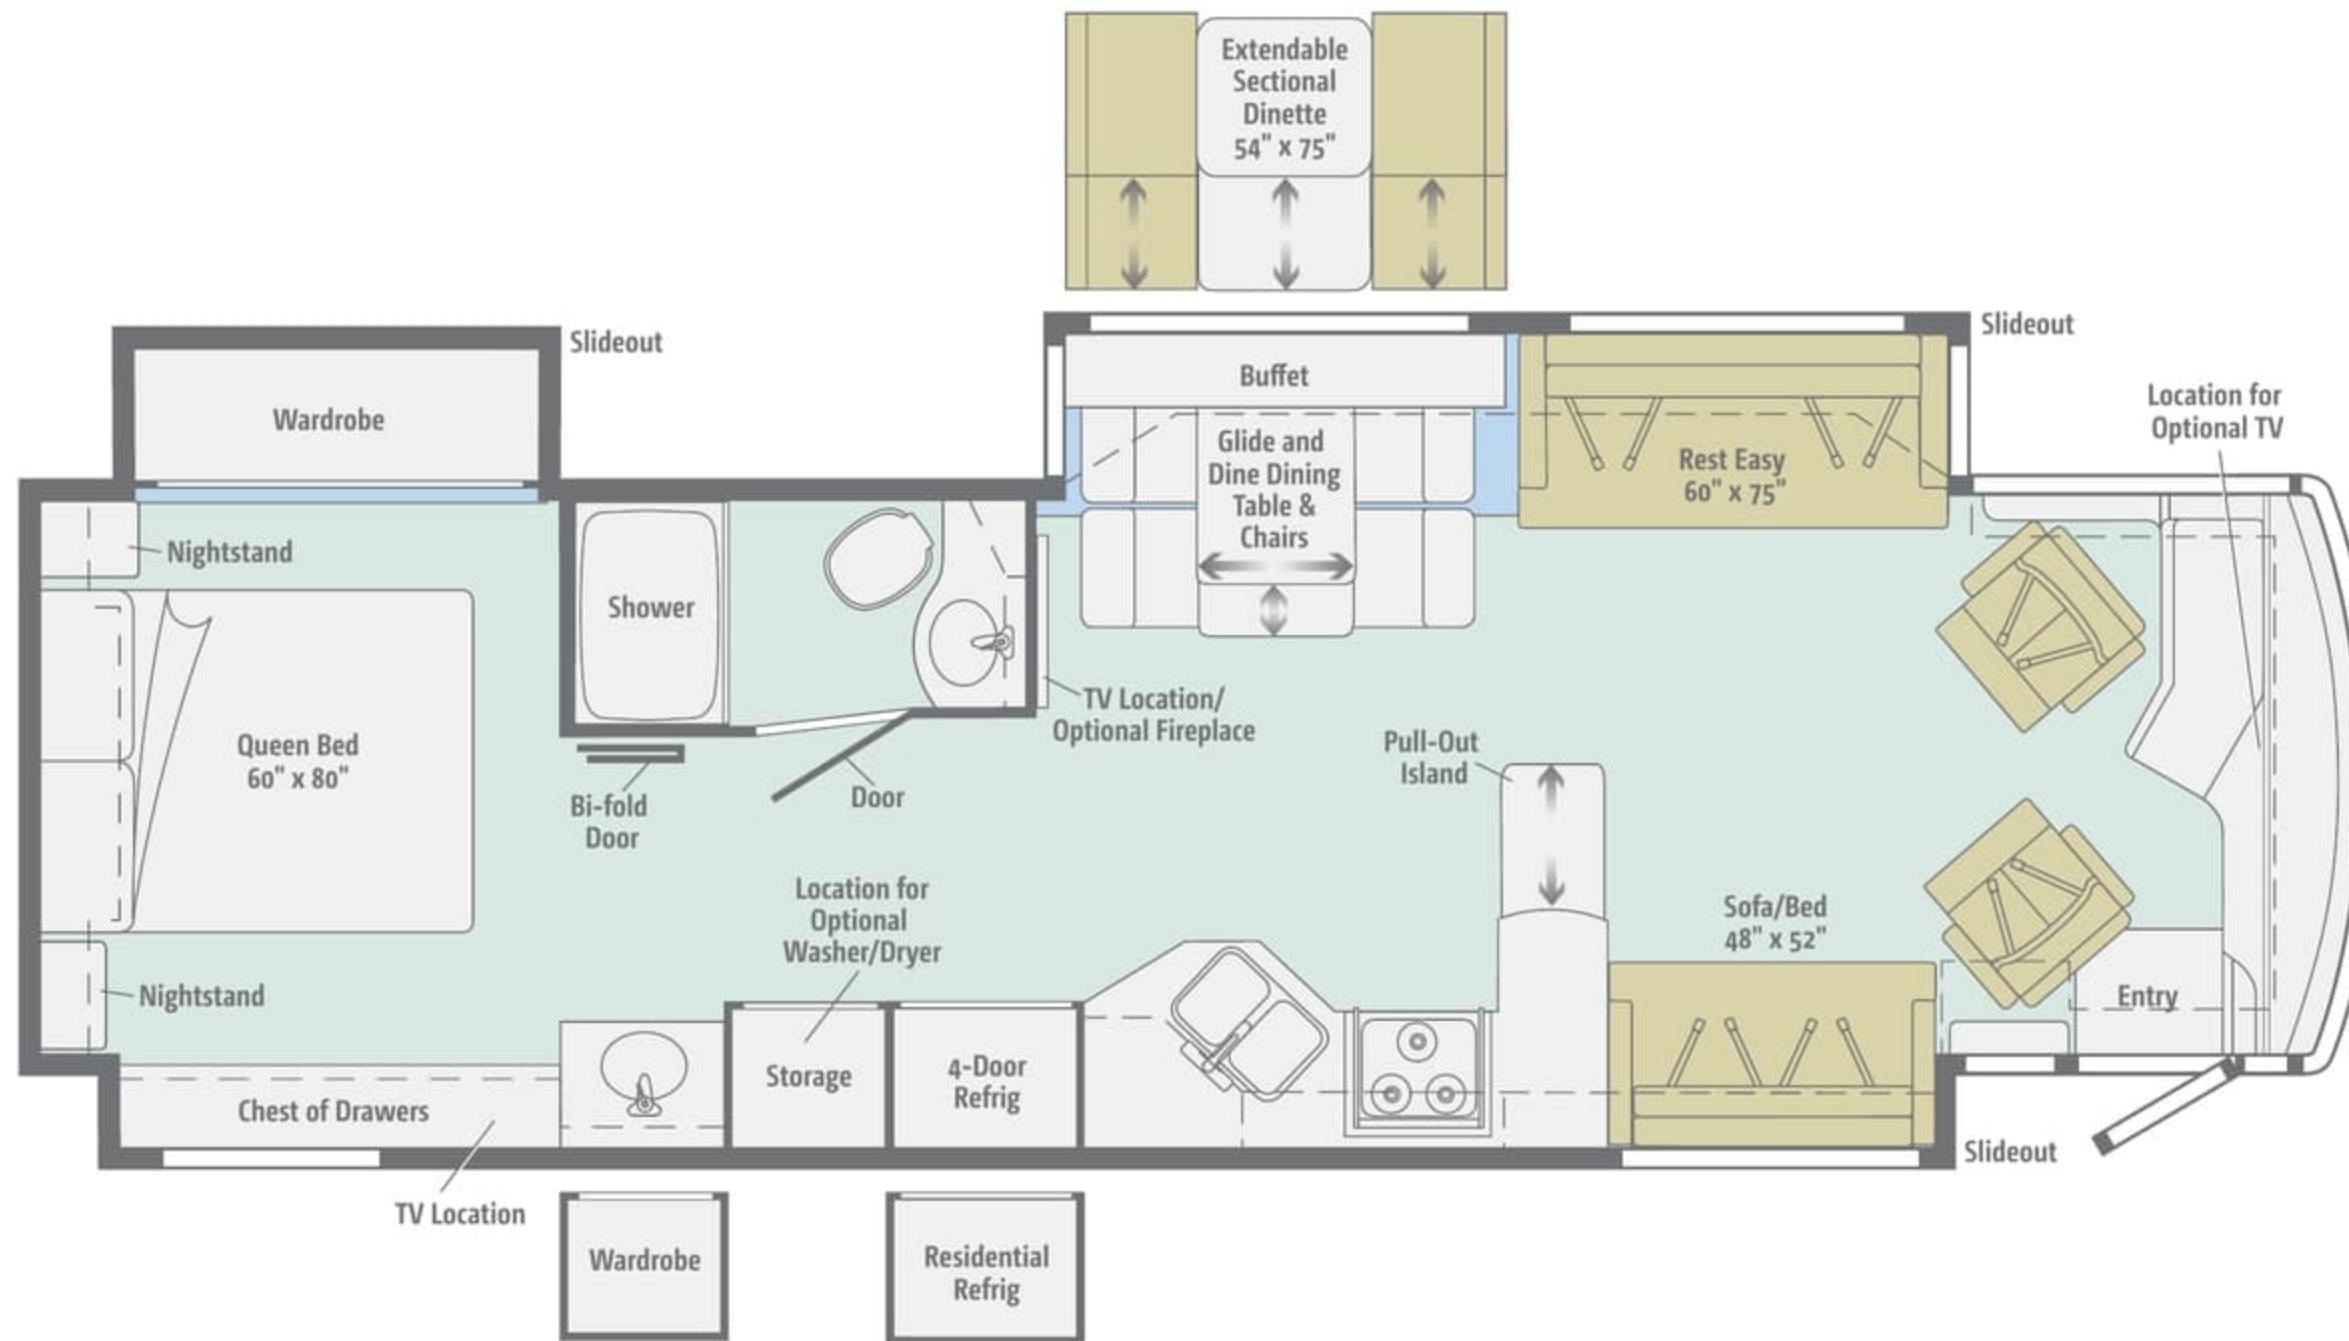 Extendable
Sectional
Dinette
54" x 75"
Slideout
Slideout
Buffet
Wardrobe
Location for
Optional TV
Glide and
Dine Dining
Table &
Chairs
Rest Easy
60" x 75"
Nightstand
Shower
TV Location/
Optional Fireplace
Queen Bed
60" x 80"
Pull-Out
Island
Bi-fold
Door
Door
Location for
Optional
Washer/Dryer
Sofa/Bed
48" x 52"
Nightstand
Entry
Storage
4-Door
Refrig
Chest of Drawers
Slideout
TV Location
Wardrobe
Residential
Refrig